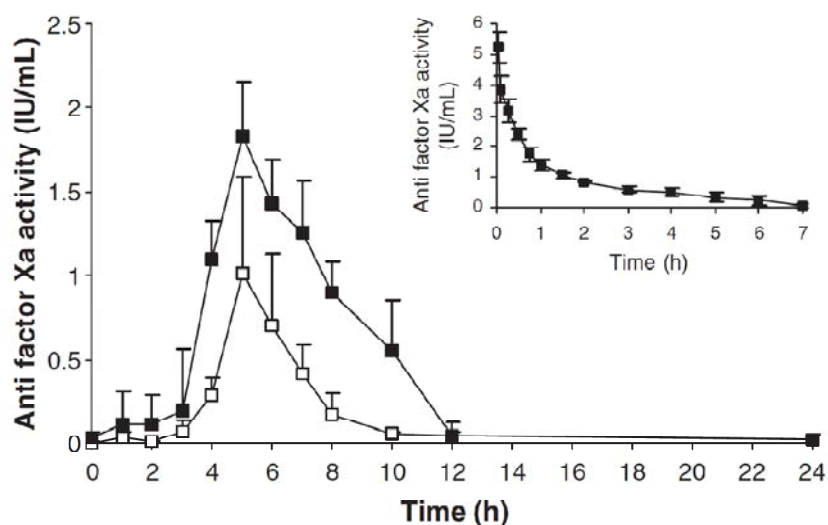 2.5
2
1.5
1
0.5
0
Anti factor Xa activity (IU/mL)
0 2 4 6 8 10 12 14 16 18 20 22 24
Time (h)
6
5
4
3
2
1
0
Anti factor Xa activity
(IU/mL)
0 1 2 3 4 5 6 7
Time (h)